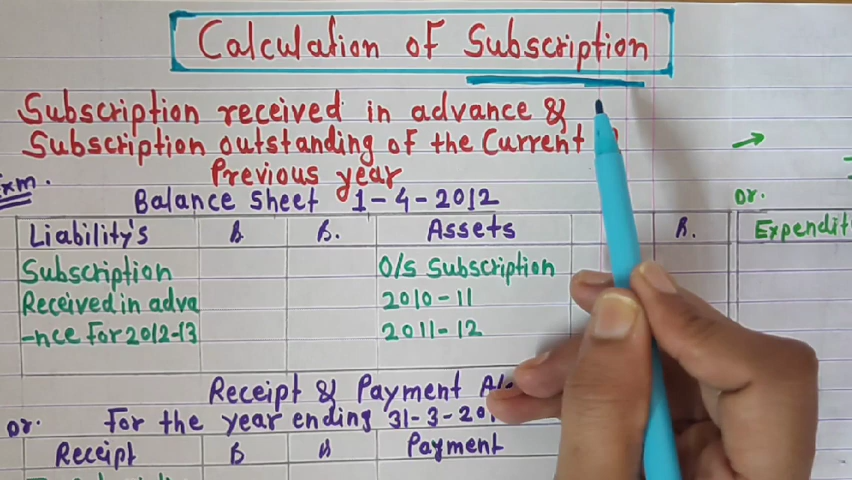 Calculation of Subscription
Subscription received in advance &
Subscription outstanding of the Current
Previous year
Exm.
Balance Sheet 1-4-2012
Or.
Liability's Assets R. Expendit
Subscription O/s Subscription
Received in adva 2010-11
-nce For 2012-13 2011-12
Receipt & Payment A/
Dr. For the year ending 31-3-20
Receipt Payment